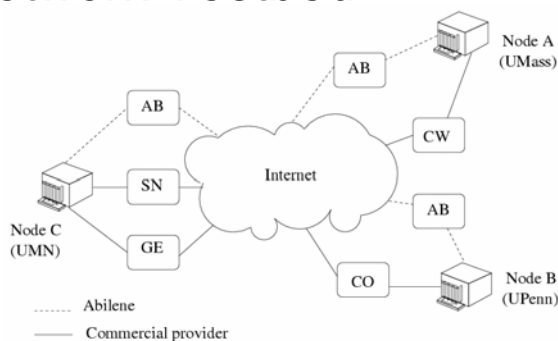 Node A
(UMass)
AB
AB
CW
SN
Internet
Node C
(UMN)
AB
GE
CO
Node B
(UPenn)
Abilene
Commercial provider